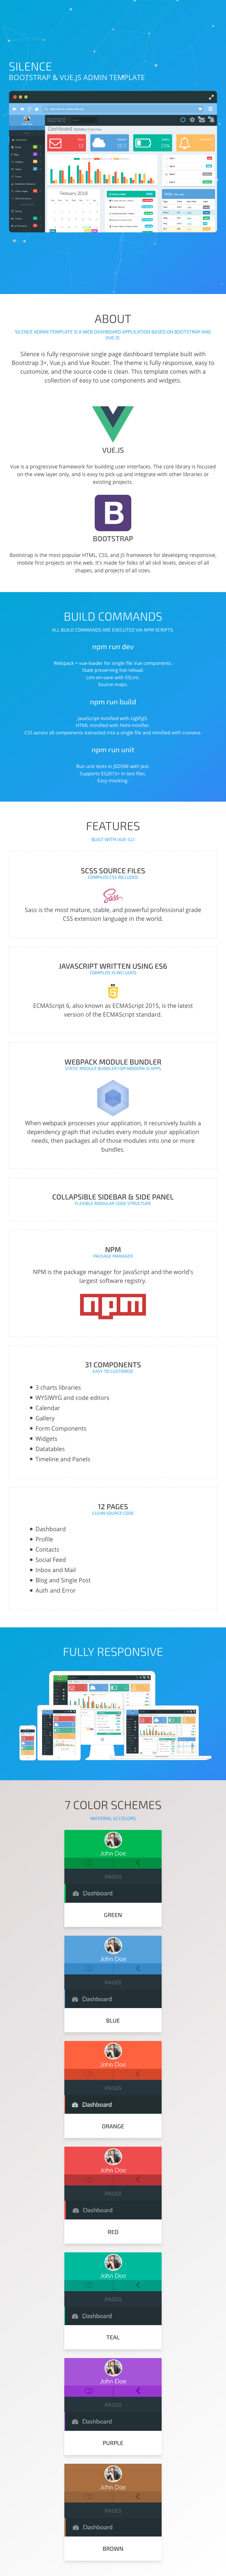 SILENCE
BOOTSTRAP & VUE.JS ADMIN TEMPLATE
SILENCE
Dashboard Statistics Overview
February 2018
ABOUT
SILENCE ADMIN TEMPLATE IS A WEB DASHBOARD APPLICATION BASED ON BOOTSTRAP AND
VUE.JS.
Silence is fully responsive single page dashboard template built with
Bootstrap 3+, Vue.js and Vue Router. The theme is fully responsive, easy to
customize, and the source code is clean. This template comes with a
collection of easy to use components and widgets.
VUE.JS
Vue is a progressive framework for building user interfaces. The core library is focused
on the view layer only, and is easy to pick up and integrate with other libraries or
existing projects.
B
BOOTSTRAP
Bootstrap is the most popular HTML, CSS, and JS framework for developing responsive,
mobile first projects on the web. It's made for folks of all skill levels, devices of all
shapes, and projects of all sizes.
BUILD COMMANDS
ALL BUILD COMMANDS ARE EXECUTED VIA NPM SCRIPTS.
npm run dev
Webpack + vue-loader for single file Vue components.
State preserving hot-reload.
Lint-on-save with ESLint.
Source maps.
npm run build
JavaScript minified with UglifyJS.
HTML minified with html-minifier.
CSS across all components extracted into a single file and minified with cssnano.
npm run unit
Run unit tests in JSDOM with Jest.
Supports ES2015+ in test files.
Easy mocking.
FEATURES
BUILT WITH VUE-CLI
SCSS SOURCE FILES
COMPILED CSS INCLUDED
Sass
Sass is the most mature, stable, and powerful professional grade
CSS extension language in the world.
JAVASCRIPT WRITTEN USING ES6
COMPILED JS INCLUDED
ECMAScript 6, also known as ECMAScript 2015, is the latest
version of the ECMAScript standard.
WEBPACK MODULE BUNDLER
STATIC MODULE BUNDLER FOR MODERN JS APPS
When webpack processes your application, it recursively builds a
dependency graph that includes every module your application
needs, then packages all of those modules into one or more
bundles.
COLLAPSIBLE SIDEBAR & SIDE PANEL
FLEXIBLE MODULAR CODE STRUCTURE
NPM
PACKAGE MANAGER
NPM is the package manager for JavaScript and the world's
largest software registry.
npm
31 COMPONENTS
EASY TO CUSTOMIZE
3 charts libraries
WYSIWYG and code editors
Calendar
Gallery
Form Components
Widgets
Datatables
Timeline and Panels
12 PAGES
CLEAN SOURCE CODE
Dashboard
Profile
Contacts
Social Feed
Inbox and Mail
Blog and Single Post
Auth and Error
FULLY RESPONSIVE
7 COLOR SCHEMES
MATERIAL UI COLORS
John Doe
PAGES
Dashboard
GREEN
John Doe
PAGES
Dashboard
BLUE
John Doe
PAGES
Dashboard
ORANGE
John Doe
PAGES
Dashboard
RED
John Doe
PAGES
Dashboard
TEAL
John Doe
PAGES
Dashboard
PURPLE
John Doe
PAGES
Dashboard
BROWN